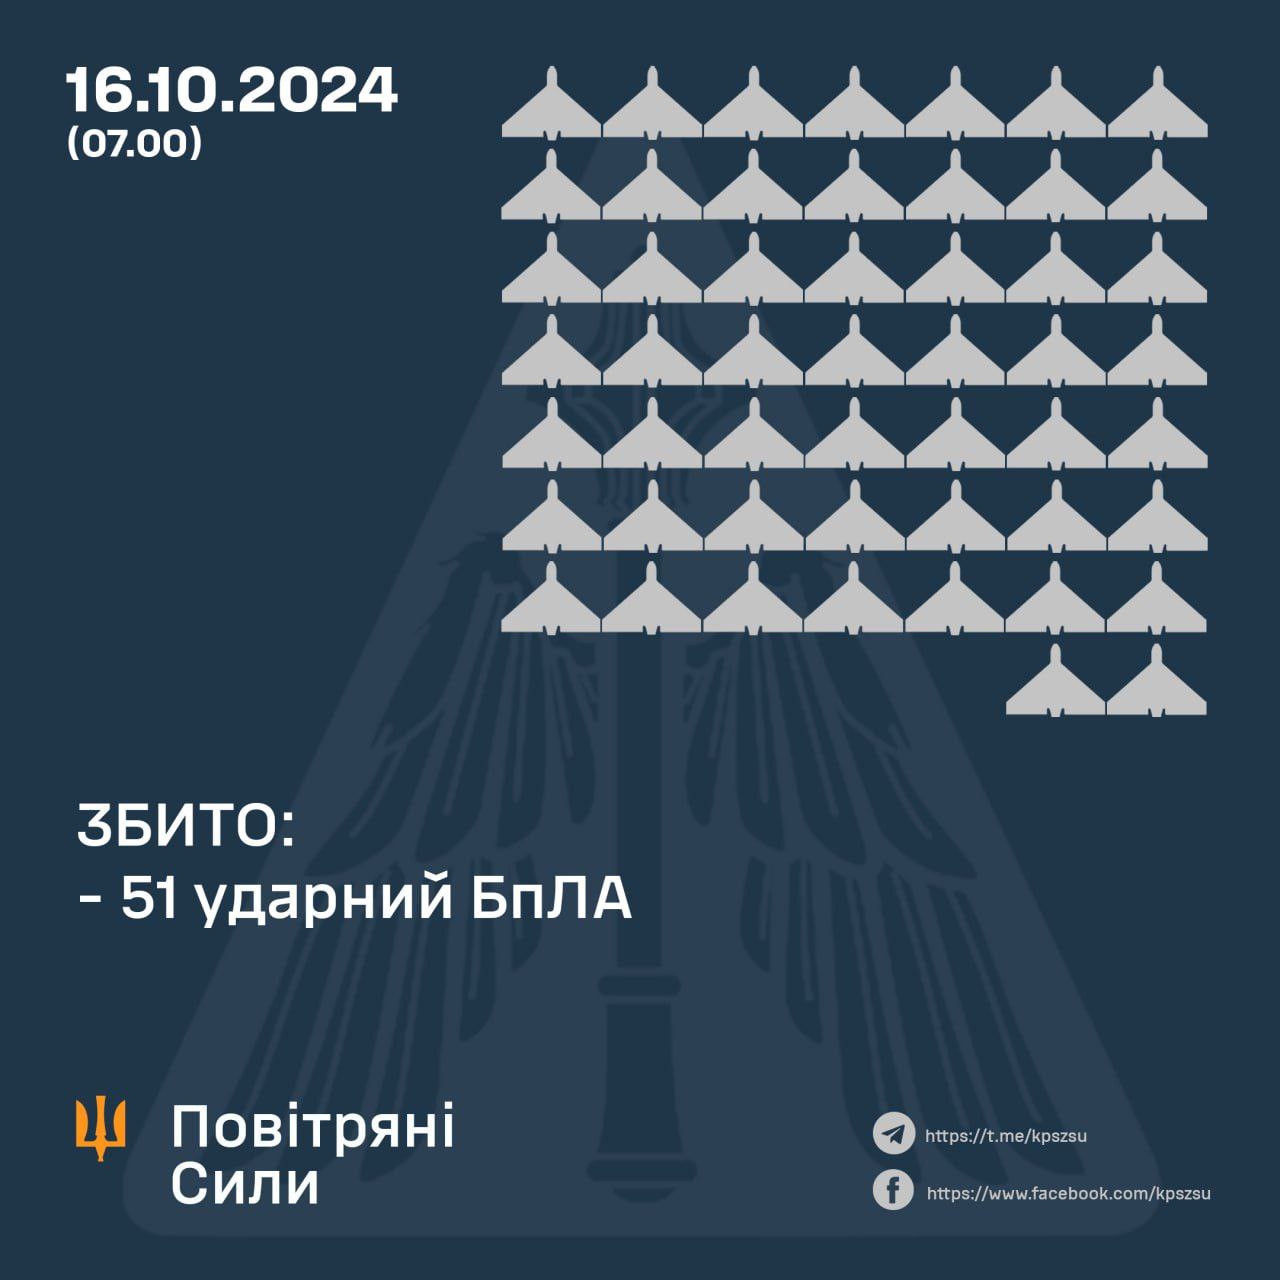 16.10.2024
(07.00)
ЗБИТО:
- 51 ударний БпЛА
Повітряні
Сили
https://t.me/kpszsu
https://www.facebook.com/kpszsu